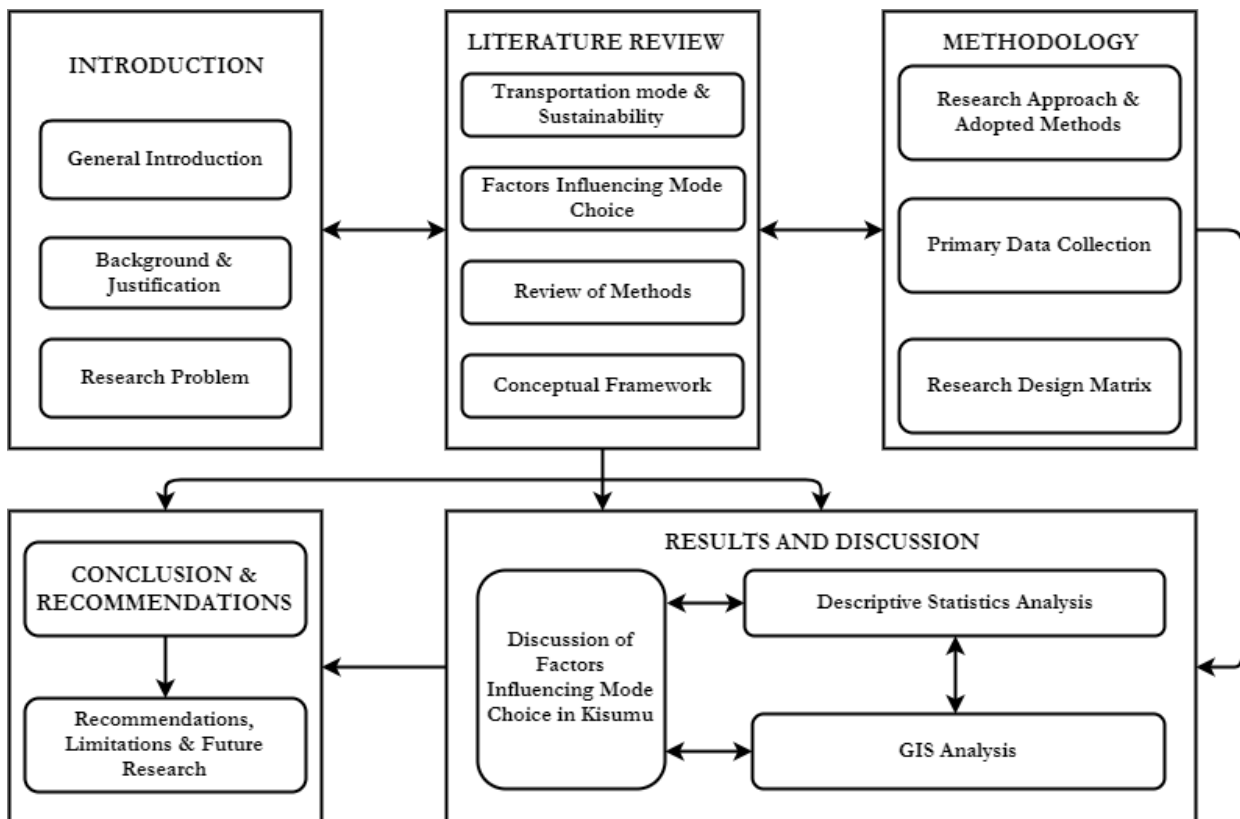 INTRODUCTION
General Introduction
Background &
Justification
Research Problem
LITERATURE REVIEW
Transportation mode &
Sustainability
Factors Influencing Mode
Choice
Review of Methods
Conceptual Framework
METHODOLOGY
Research Approach &
Adopted Methods
Primary Data Collection
Research Design Matrix
CONCLUSION &
RECOMMENDATIONS
Recommendations,
Limitations & Future
Research
RESULTS AND DISCUSSION
Discussion of
Factors
Influencing Mode
Choice in Kisumu
Descriptive Statistics Analysis
GIS Analysis